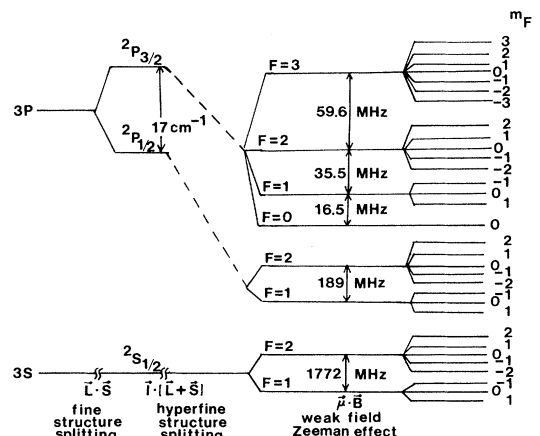 m_F
²P3/2
²P1/2
3P
17 cm⁻¹
F=3
59.6 MHz
F=2
35.5 MHz
F=1
16.5 MHz
F=0
3
2
1
0
-1
-2
-3
2
1
0
-1
-2
-1
0
1
0
F=2
189 MHz
F=1
2
1
0
-1
-2
-1
0
1
3S
²S1/2
F=2
1772 MHz
F=1
2
1
0
-1
-2
-1
0
1
L⃗·S⃗
fine
structure
splitting
I⃗·(L⃗+S⃗)
hyperfine
structure
splitting
μ⃗·B⃗
weak field
Zeeman effect